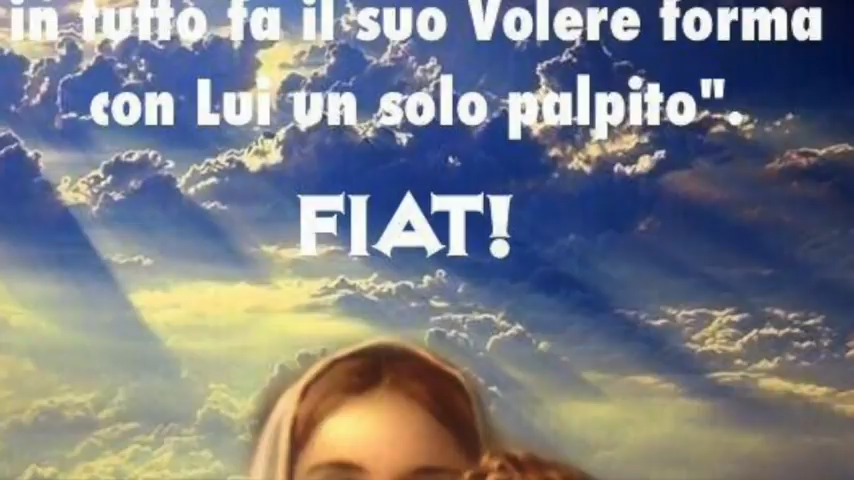 in tutto fa il suo Volere forma
con Lui un solo palpito".
FIAT!